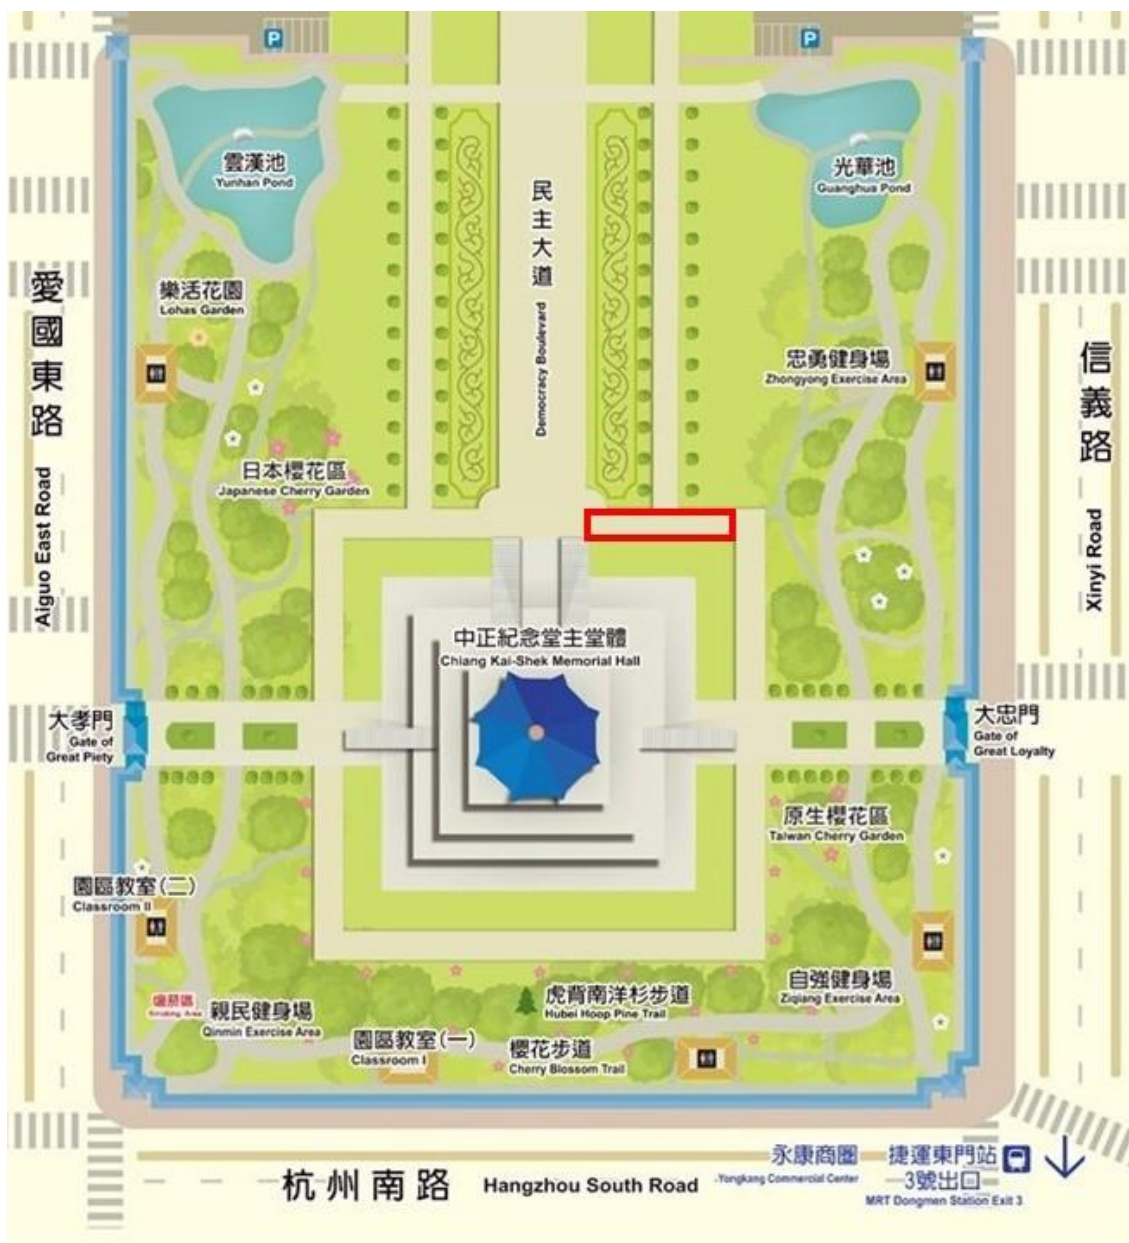 P
P
雲漢池
Yunhan Pond
光華池
Guanghua Pond
民主大道
Democracy Boulevard
樂活花園
Lohas Garden
愛國東路
Aiguo East Road
忠勇健身場
Zhongyong Exercise Area
信義路
Xinyi Road
日本櫻花區
Japanese Cherry Garden
中正紀念堂主堂體
Chiang Kai-Shek Memorial Hall
大孝門
Gate of
Great Piety
大忠門
Gate of
Great Loyalty
原生櫻花區
Taiwan Cherry Garden
園區教室(二)
Classroom II
吸菸區
Smoking Area
親民健身場
Qinmin Exercise Area
虎背南洋杉步道
Hubei Hoop Pine Trail
自強健身場
Ziqiang Exercise Area
園區教室(一)
Classroom I
櫻花步道
Cherry Blossom Trail
杭州南路 Hangzhou South Road
永康商圈
Yongkang Commercial Center
捷運東門站
3號出口
MRT Dongmen Station Exit 3